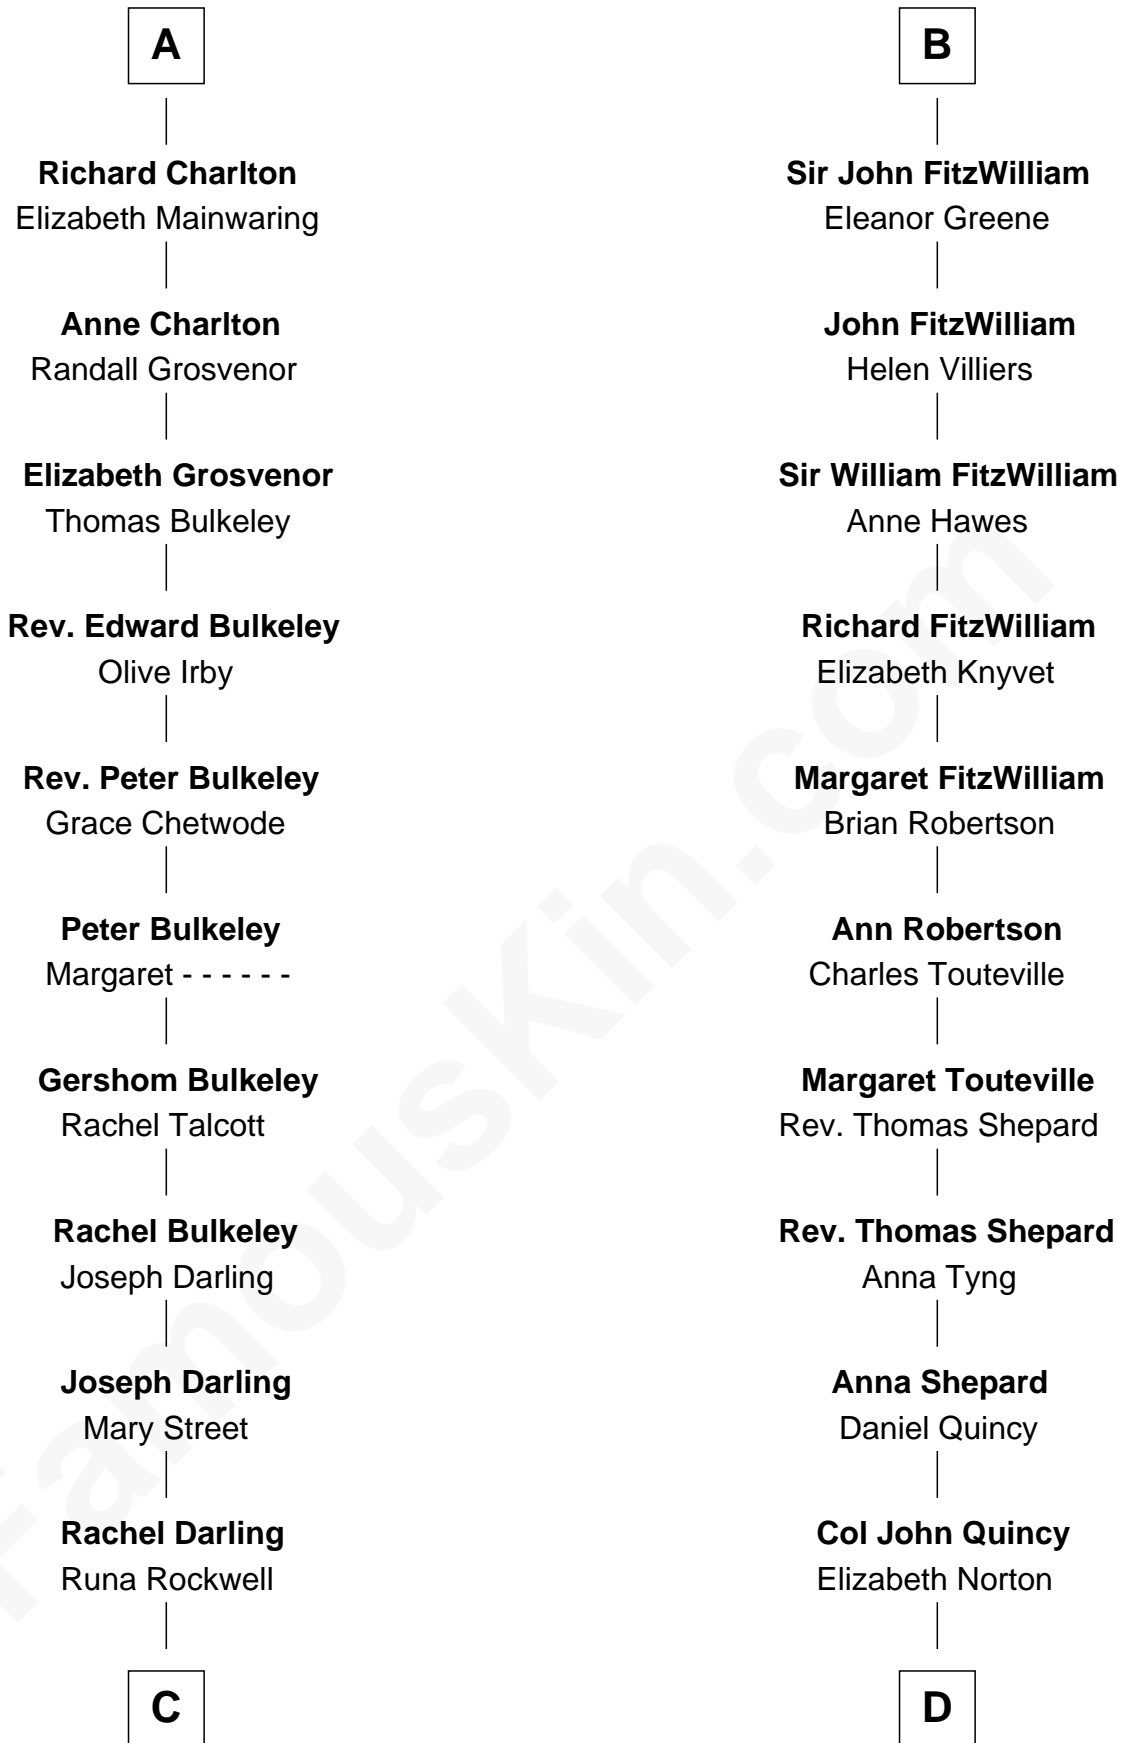 A
Richard Charlton
Elizabeth Mainwaring
Anne Charlton
Randall Grosvenor
Elizabeth Grosvenor
Thomas Bulkeley
Rev. Edward Bulkeley
Olive Irby
Rev. Peter Bulkeley
Grace Chetwode
Peter Bulkeley
Margaret - - - - - -
Gershom Bulkeley
Rachel Talcott
Rachel Bulkeley
Joseph Darling
Joseph Darling
Mary Street
Rachel Darling
Runa Rockwell
C
B
Sir John FitzWilliam
Eleanor Greene
John FitzWilliam
Helen Villiers
Sir William FitzWilliam
Anne Hawes
Richard FitzWilliam
Elizabeth Knyvet
Margaret FitzWilliam
Brian Robertson
Ann Robertson
Charles Touteville
Margaret Touteville
Rev. Thomas Shepard
Rev. Thomas Shepard
Anna Tyng
Anna Shepard
Daniel Quincy
Col John Quincy
Elizabeth Norton
D
FamousKin.com